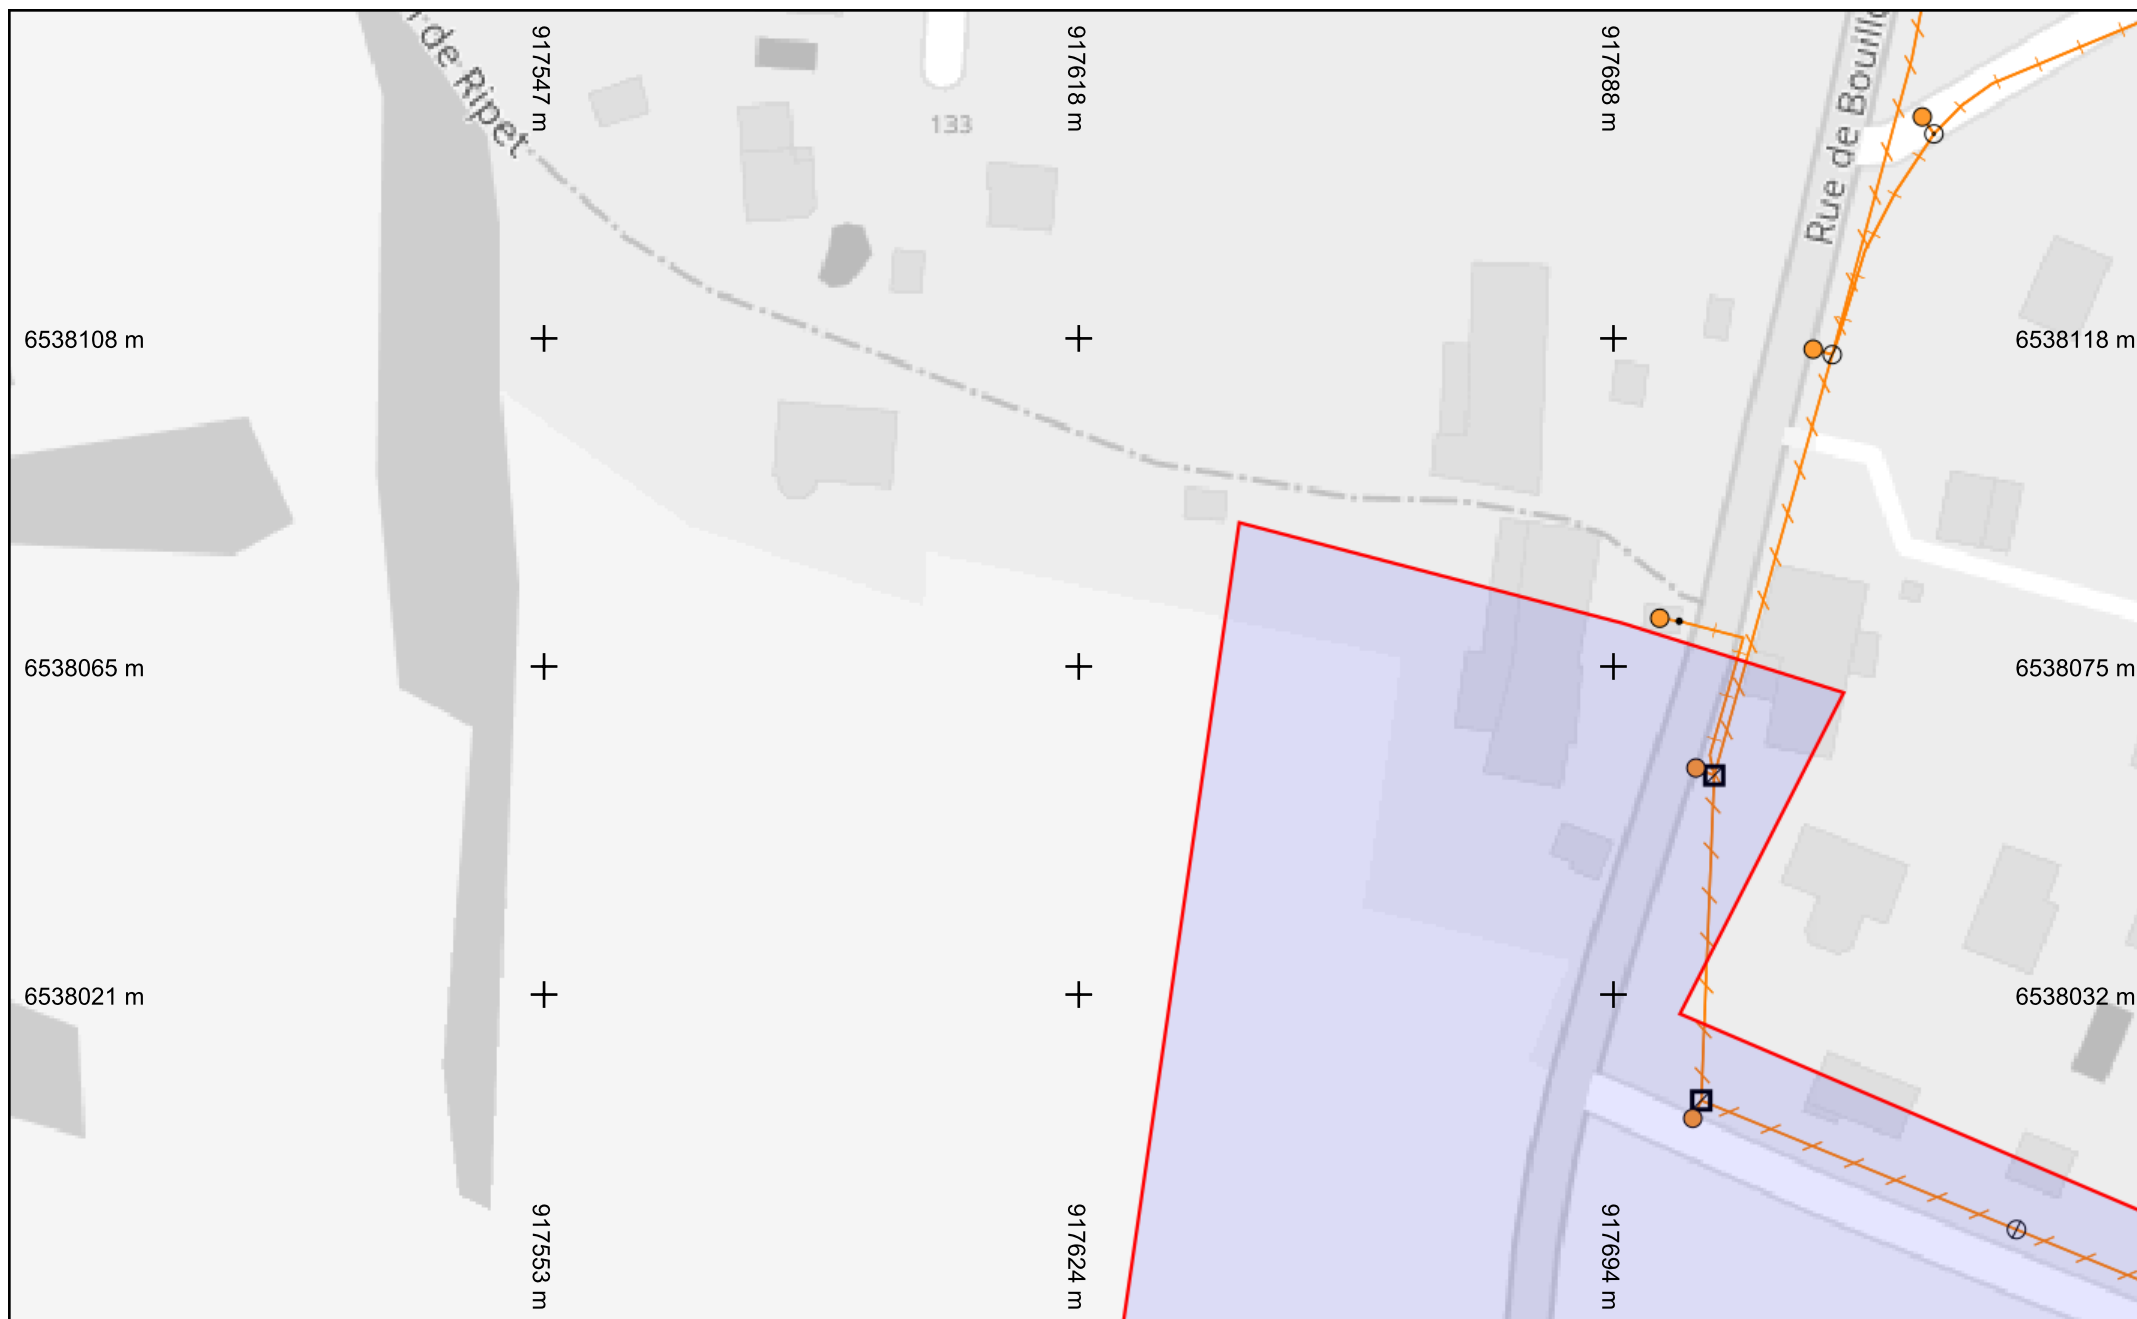 de Ripet
917547 m
133
917618 m
917688 m
Rue de Bouill
6538108 m
6538118 m
6538065 m
6538075 m
6538021 m
6538032 m
917553 m
917624 m
917694 m